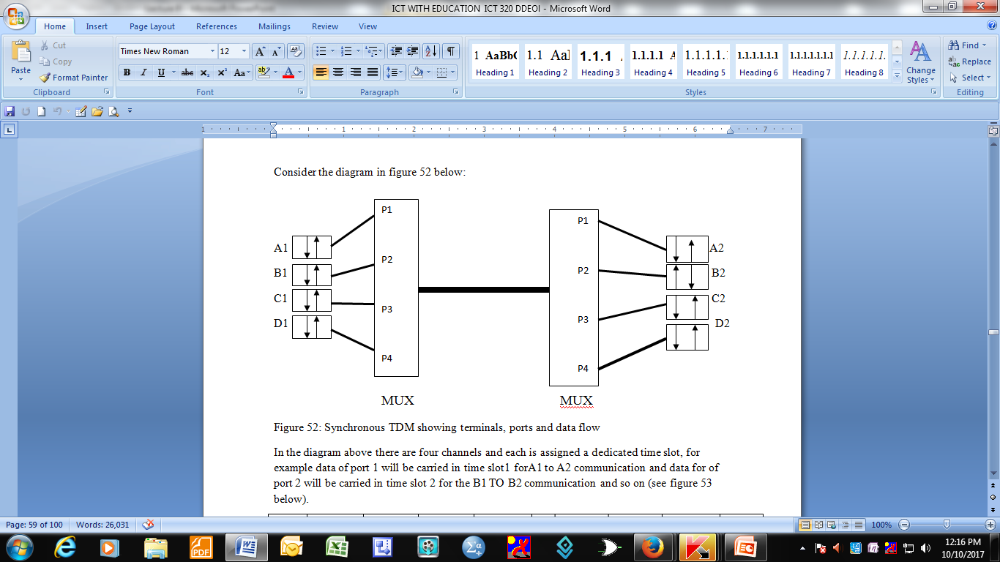 ICT WITH EDUCATION ICT 320 DDEOI - Microsoft Word
Home Insert Page Layout References Mailings Review View
Paste
Cut
Copy
Format Painter
Clipboard
Times New Roman 12
Font
Paragraph
1 AaBbC 1.1 AaI 1.1.1 1.1.1.1 A 1.1.1.1.1. 1.1.1.1.1.1 1.1.1.1.1.1.1 1.1.1.1.1.
Heading 1 Heading 2 Heading 3 Heading 4 Heading 5 Heading 6 Heading 7 Heading 8
Change Styles
Styles
Find
Replace
Select
Editing
1 1 2 3 4 5 6 7
Consider the diagram in figure 52 below:
P1
P2
P3
P4
A1
B1
C1
D1
P1
P2
P3
P4
A2
B2
C2
D2
MUX MUX
Figure 52: Synchronous TDM showing terminals, ports and data flow
In the diagram above there are four channels and each is assigned a dedicated time slot, for
example data of port 1 will be carried in time slot1 forA1 to A2 communication and data for of
port 2 will be carried in time slot 2 for the B1 TO B2 communication and so on (see figure 53
below).
Page: 59 of 100 Words: 26,031 100%
PDF
12:16 PM
10/10/2017